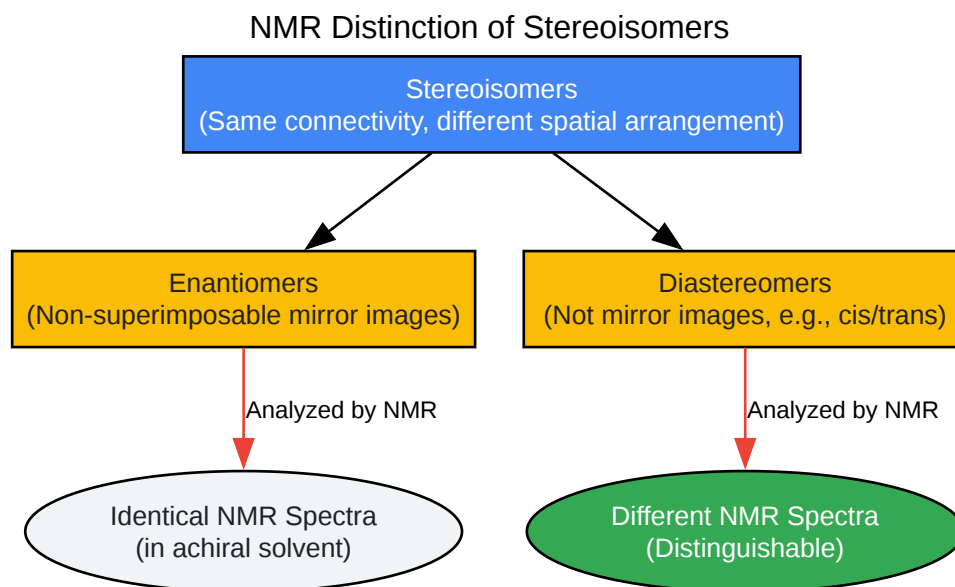 NMR Distinction of Stereoisomers
Stereoisomers
(Same connectivity, different spatial arrangement)
Enantiomers
(Non-superimposable mirror images)
Diastereomers
(Not mirror images, e.g., cis/trans)
Analyzed by NMR
Analyzed by NMR
Identical NMR Spectra
(in achiral solvent)
Different NMR Spectra
(Distinguishable)